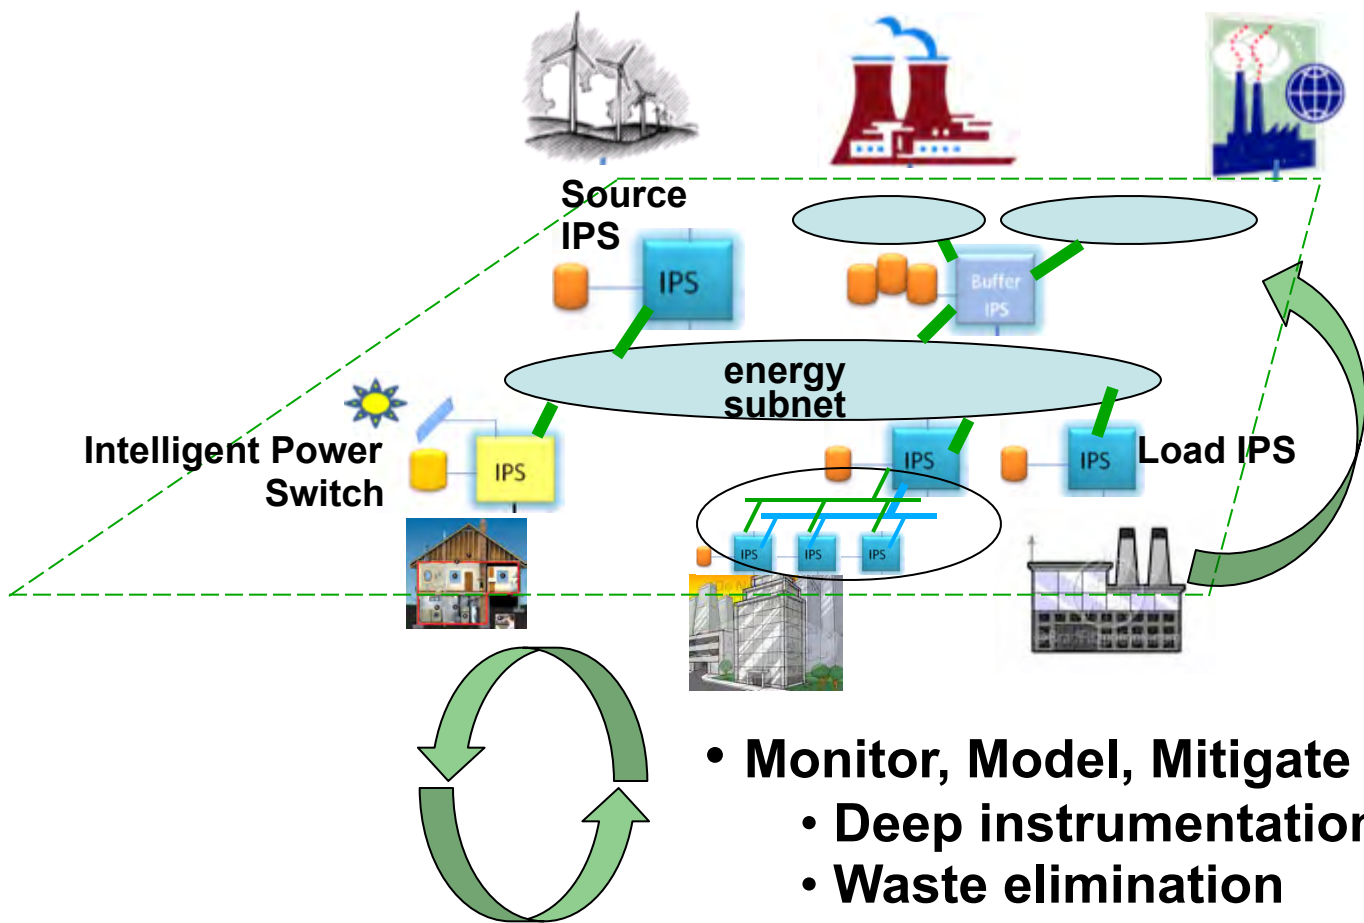 Source
IPS
IPS
Buffer
IPS
energy
subnet
Intelligent Power
Switch
IPS
IPS
IPS
Load IPS
IPS
IPS
IPS
• Monitor, Model, Mitigate
• Deep instrumentation
• Waste elimination